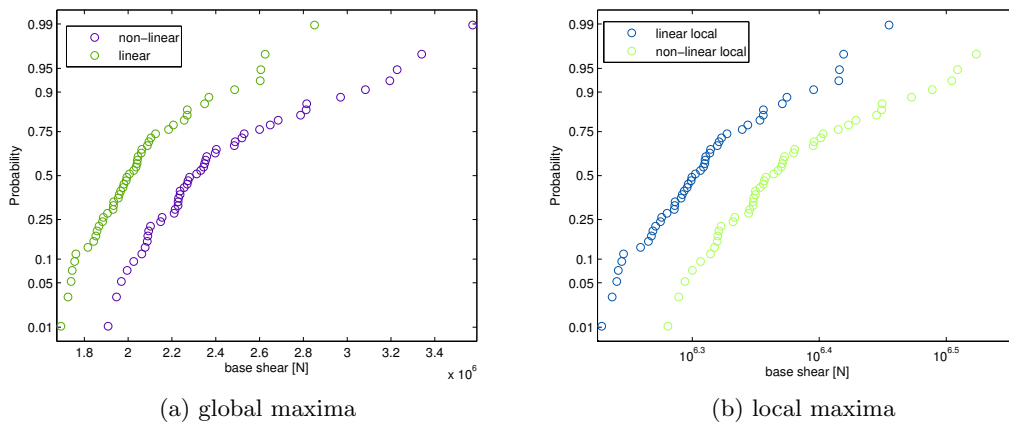 0.99
0.95
0.9
0.75
0.5
0.25
0.1
0.05
0.01
Probability
non−linear
linear
1.8 2 2.2 2.4 2.6 2.8 3 3.2 3.4
x 10^6
base shear [N]
(a) global maxima
0.99
0.95
0.9
0.75
0.5
0.25
0.1
0.05
0.01
Probability
linear local
non−linear local
10^6.3 10^6.4 10^6.5
base shear [N]
(b) local maxima